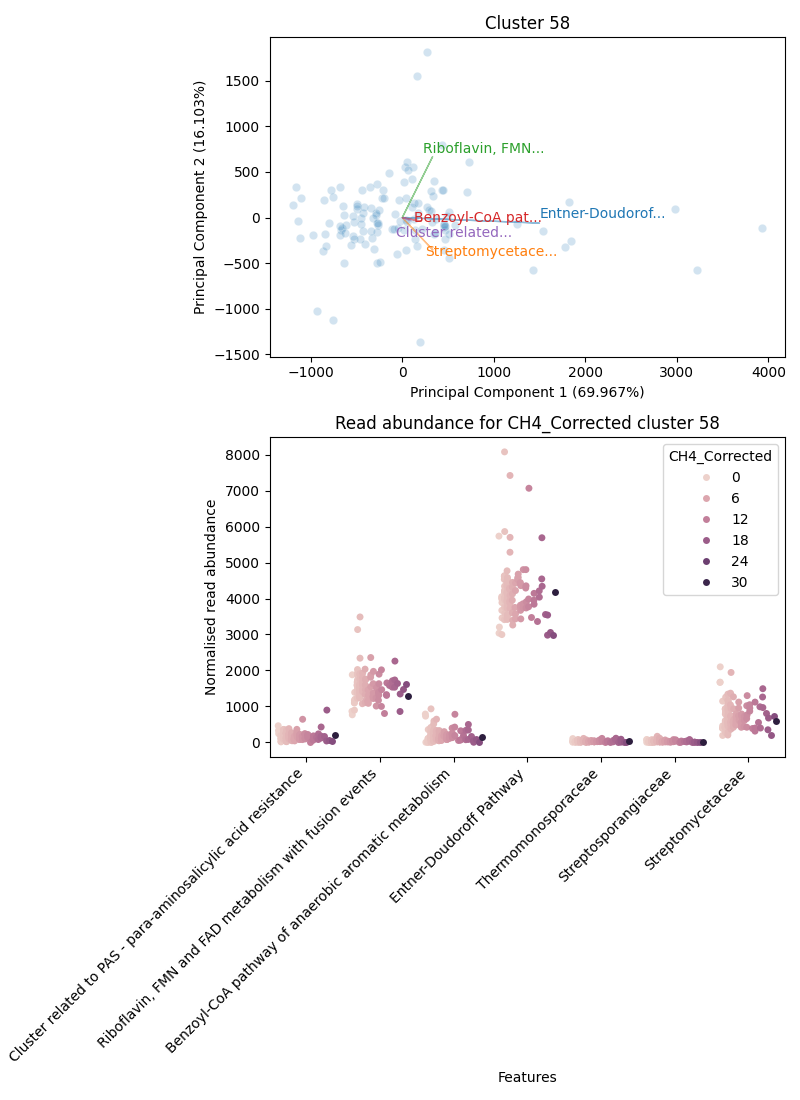 Cluster 58
Principal Component 2 (16.103%)
1500
1000
500
0
−500
−1000
−1500
Riboflavin, FMN...
Benzoyl-CoA pat...
Entner-Doudorof...
Cluster related...
Streptomycetace...
−1000
0
1000
2000
3000
4000
Principal Component 1 (69.967%)
Read abundance for CH4_Corrected cluster 58
Normalised read abundance
8000
7000
6000
5000
4000
3000
2000
1000
0
CH4_Corrected
0
6
12
18
24
30
Cluster related to PAS - para-aminosalicylic acid resistance
Riboflavin, FMN and FAD metabolism with fusion events
Benzoyl-CoA pathway of anaerobic aromatic metabolism
Entner-Doudoroff Pathway
Thermomonosporaceae
Streptosporangiaceae
Streptomycetaceae
Features